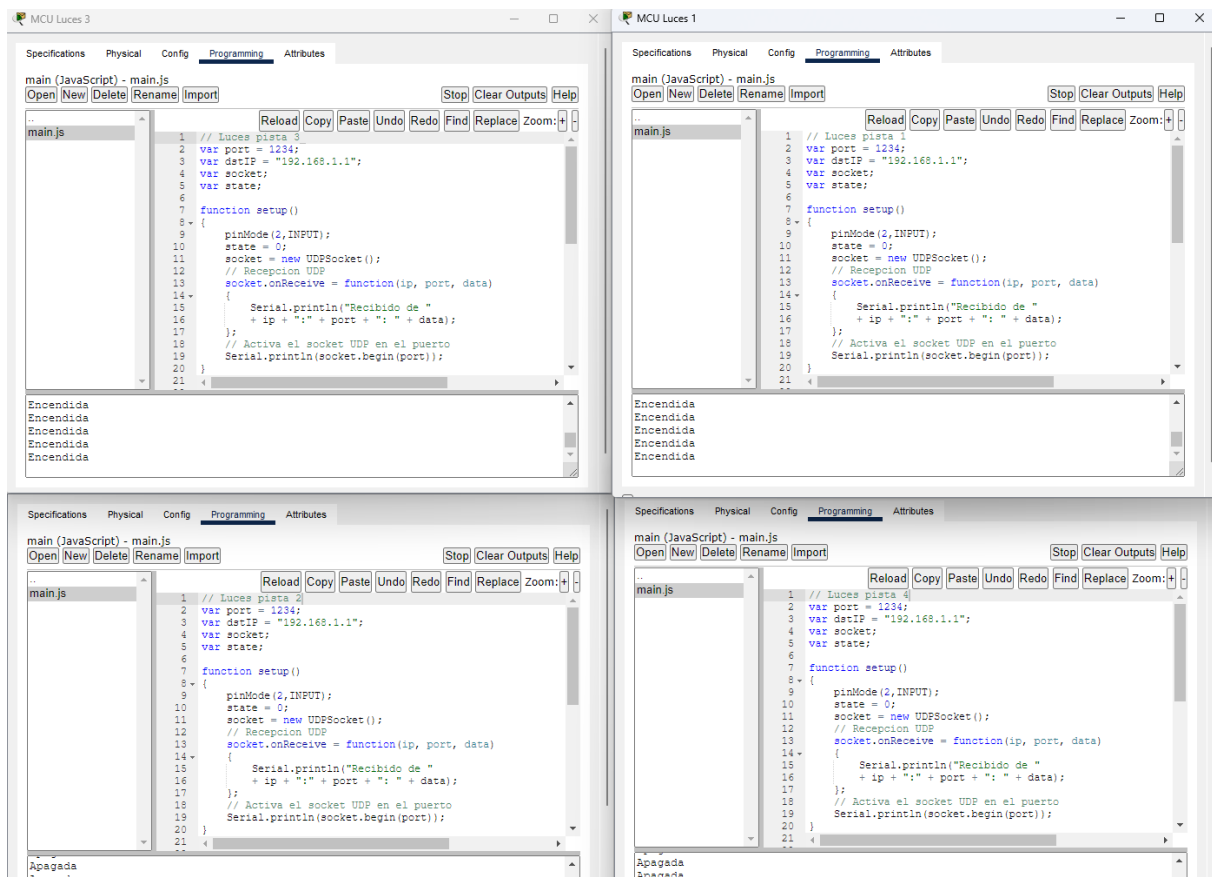 MCU Luces 3
Specifications Physical Config Programming Attributes
main (JavaScript) - main.js
Open New Delete Rename Import Stop Clear Outputs Help
Reload Copy Paste Undo Redo Find Replace Zoom: + -
..
main.js
1 // Luces pista 3
2 var port = 1234;
3 var dstIP = "192.168.1.1";
4 var socket;
5 var state;
6
7 function setup()
8 {
9 pinMode(2,INPUT);
10 state = 0;
11 socket = new UDPSocket();
12 // Recepcion UDP
13 socket.onReceive = function(ip, port, data)
14 {
15 Serial.println("Recibido de "
16 + ip + ":" + port + ": " + data);
17 };
18 // Activa el socket UDP en el puerto
19 Serial.println(socket.begin(port));
20 }
21
Encendida
Encendida
Encendida
Encendida
Encendida
MCU Luces 1
Specifications Physical Config Programming Attributes
main (JavaScript) - main.js
Open New Delete Rename Import Stop Clear Outputs Help
Reload Copy Paste Undo Redo Find Replace Zoom: + -
..
main.js
1 // Luces pista 1
2 var port = 1234;
3 var dstIP = "192.168.1.1";
4 var socket;
5 var state;
6
7 function setup()
8 {
9 pinMode(2,INPUT);
10 state = 0;
11 socket = new UDPSocket();
12 // Recepcion UDP
13 socket.onReceive = function(ip, port, data)
14 {
15 Serial.println("Recibido de "
16 + ip + ":" + port + ": " + data);
17 };
18 // Activa el socket UDP en el puerto
19 Serial.println(socket.begin(port));
20 }
21
Encendida
Encendida
Encendida
Encendida
Encendida
Specifications Physical Config Programming Attributes
main (JavaScript) - main.js
Open New Delete Rename Import Stop Clear Outputs Help
Reload Copy Paste Undo Redo Find Replace Zoom: + -
..
main.js
1 // Luces pista 2
2 var port = 1234;
3 var dstIP = "192.168.1.1";
4 var socket;
5 var state;
6
7 function setup()
8 {
9 pinMode(2,INPUT);
10 state = 0;
11 socket = new UDPSocket();
12 // Recepcion UDP
13 socket.onReceive = function(ip, port, data)
14 {
15 Serial.println("Recibido de "
16 + ip + ":" + port + ": " + data);
17 };
18 // Activa el socket UDP en el puerto
19 Serial.println(socket.begin(port));
20 }
21
Apagada
Specifications Physical Config Programming Attributes
main (JavaScript) - main.js
Open New Delete Rename Import Stop Clear Outputs Help
Reload Copy Paste Undo Redo Find Replace Zoom: + -
..
main.js
1 // Luces pista 4
2 var port = 1234;
3 var dstIP = "192.168.1.1";
4 var socket;
5 var state;
6
7 function setup()
8 {
9 pinMode(2,INPUT);
10 state = 0;
11 socket = new UDPSocket();
12 // Recepcion UDP
13 socket.onReceive = function(ip, port, data)
14 {
15 Serial.println("Recibido de "
16 + ip + ":" + port + ": " + data);
17 };
18 // Activa el socket UDP en el puerto
19 Serial.println(socket.begin(port));
20 }
21
Apagada
Apagada